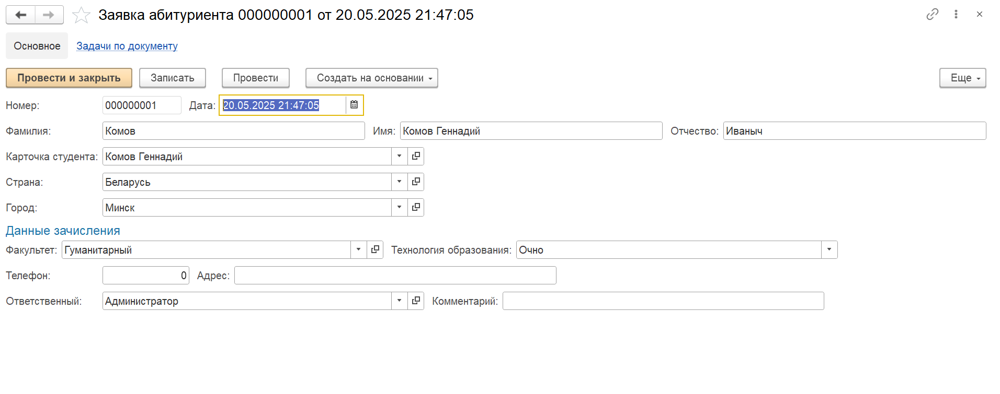 Заявка абитуриента 000000001 от 20.05.2025 21:47:05
Основное Задачи по документу
Провести и закрыть Записать Провести Создать на основании Еще
Номер: 000000001 Дата: 20.05.2025 21:47:05
Фамилия: Комов Имя: Комов Геннадий Отчество: Иваныч
Карточка студента: Комов Геннадий
Страна: Беларусь
Город: Минск
Данные зачисления
Факультет: Гуманитарный Технология образования: Очно
Телефон: 0 Адрес:
Ответственный: Администратор Комментарий: